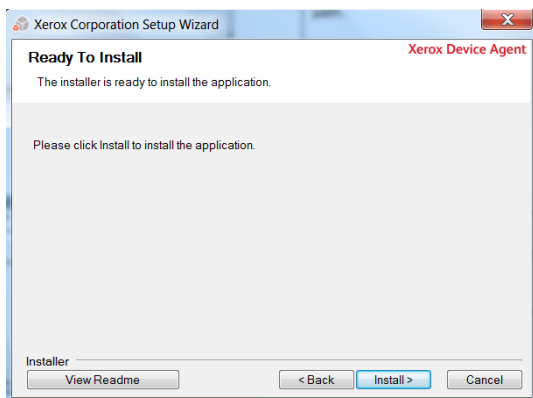 Xerox Corporation Setup Wizard
Ready To Install
Xerox Device Agent
The installer is ready to install the application.
Please click Install to install the application.
Installer
View Readme
< Back
Install >
Cancel